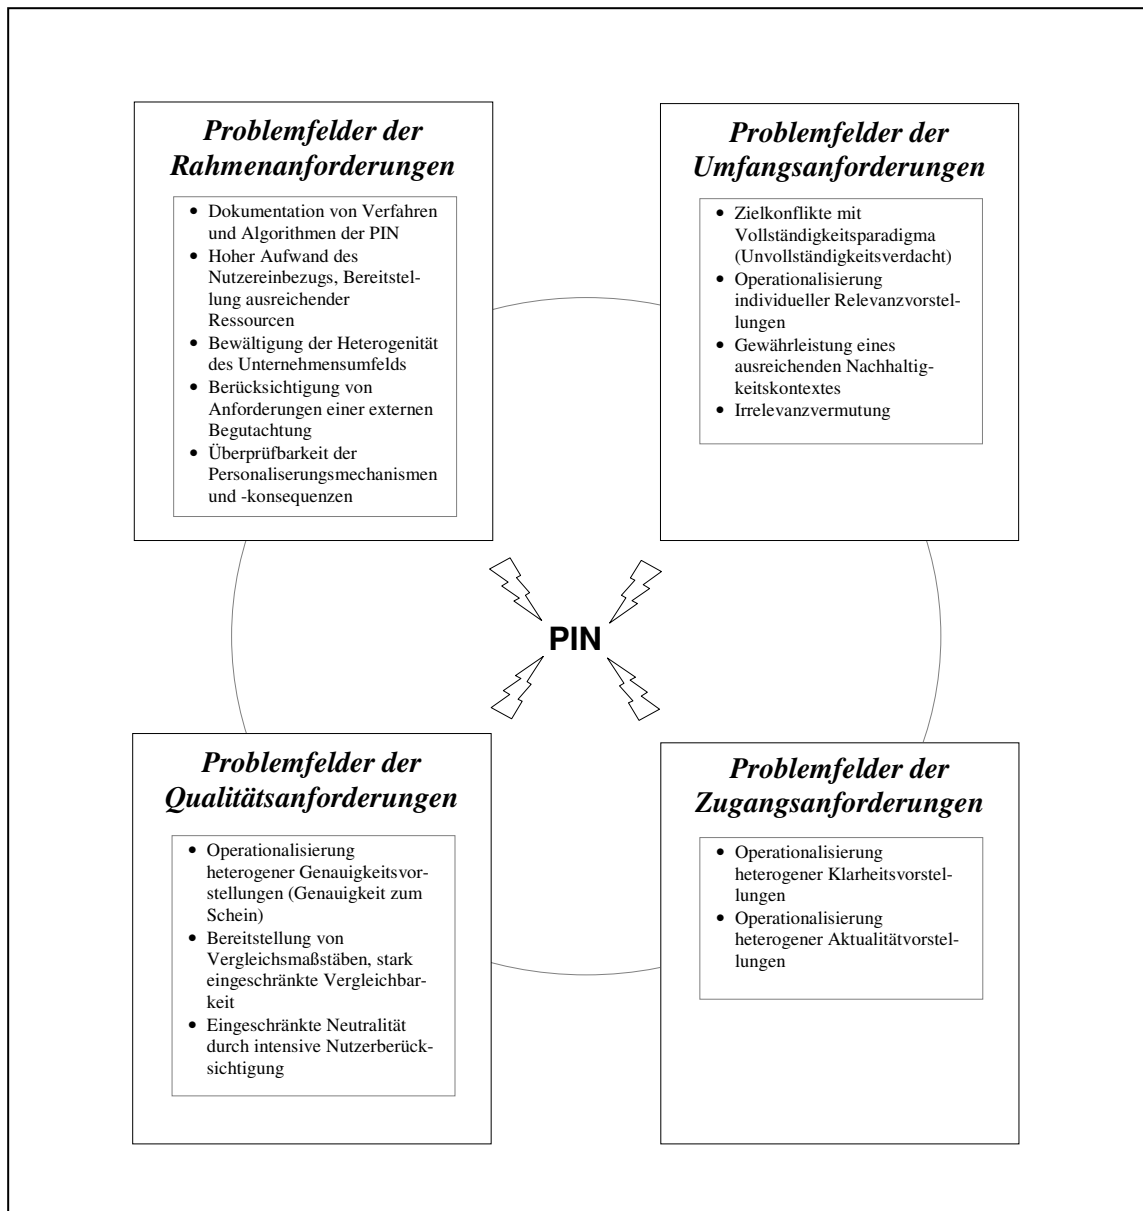 Problemfelder der
Rahmenanforderungen
• Dokumentation von Verfahren
und Algorithmen der PIN
• Hoher Aufwand des
Nutzereinbezugs, Bereitstel-
lung ausreichender
Ressourcen
• Bewältigung der Heterogenität
des Unternehmensumfelds
• Berücksichtigung von
Anforderungen einer externen
Begutachtung
• Überprüfbarkeit der
Personaliserungsmechanismen
und -konsequenzen
Problemfelder der
Umfangsanforderungen
• Zielkonflikte mit
Vollständigkeitsparadigma
(Unvollständigkeitsverdacht)
• Operationalisierung
individueller Relevanzvorstel-
lungen
• Gewährleistung eines
ausreichenden Nachhaltig-
keitskontextes
• Irrelevanzvermutung
PIN
Problemfelder der
Qualitätsanforderungen
• Operationalisierung
heterogener Genauigkeitsvor-
stellungen (Genauigkeit zum
Schein)
• Bereitstellung von
Vergleichsmaßstäben, stark
eingeschränkte Vergleichbar-
keit
• Eingeschränkte Neutralität
durch intensive Nutzerberück-
sichtigung
Problemfelder der
Zugangsanforderungen
• Operationalisierung
heterogener Klarheitsvorstel-
lungen
• Operationalisierung
heterogener Aktualitätvorstel-
lungen